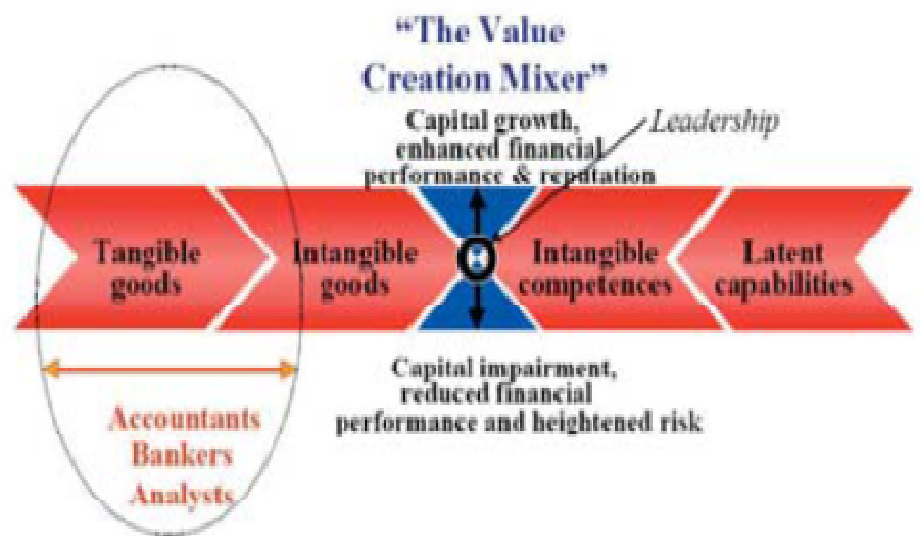 “The Value
Creation Mixer”
Capital growth,
enhanced financial
performance & reputation
Leadership
Tangible
goods
Intangible
goods
Intangible
competences
Latent
capabilities
Capital impairment,
reduced financial
performance and heightened risk
Accountants
Bankers
Analysts